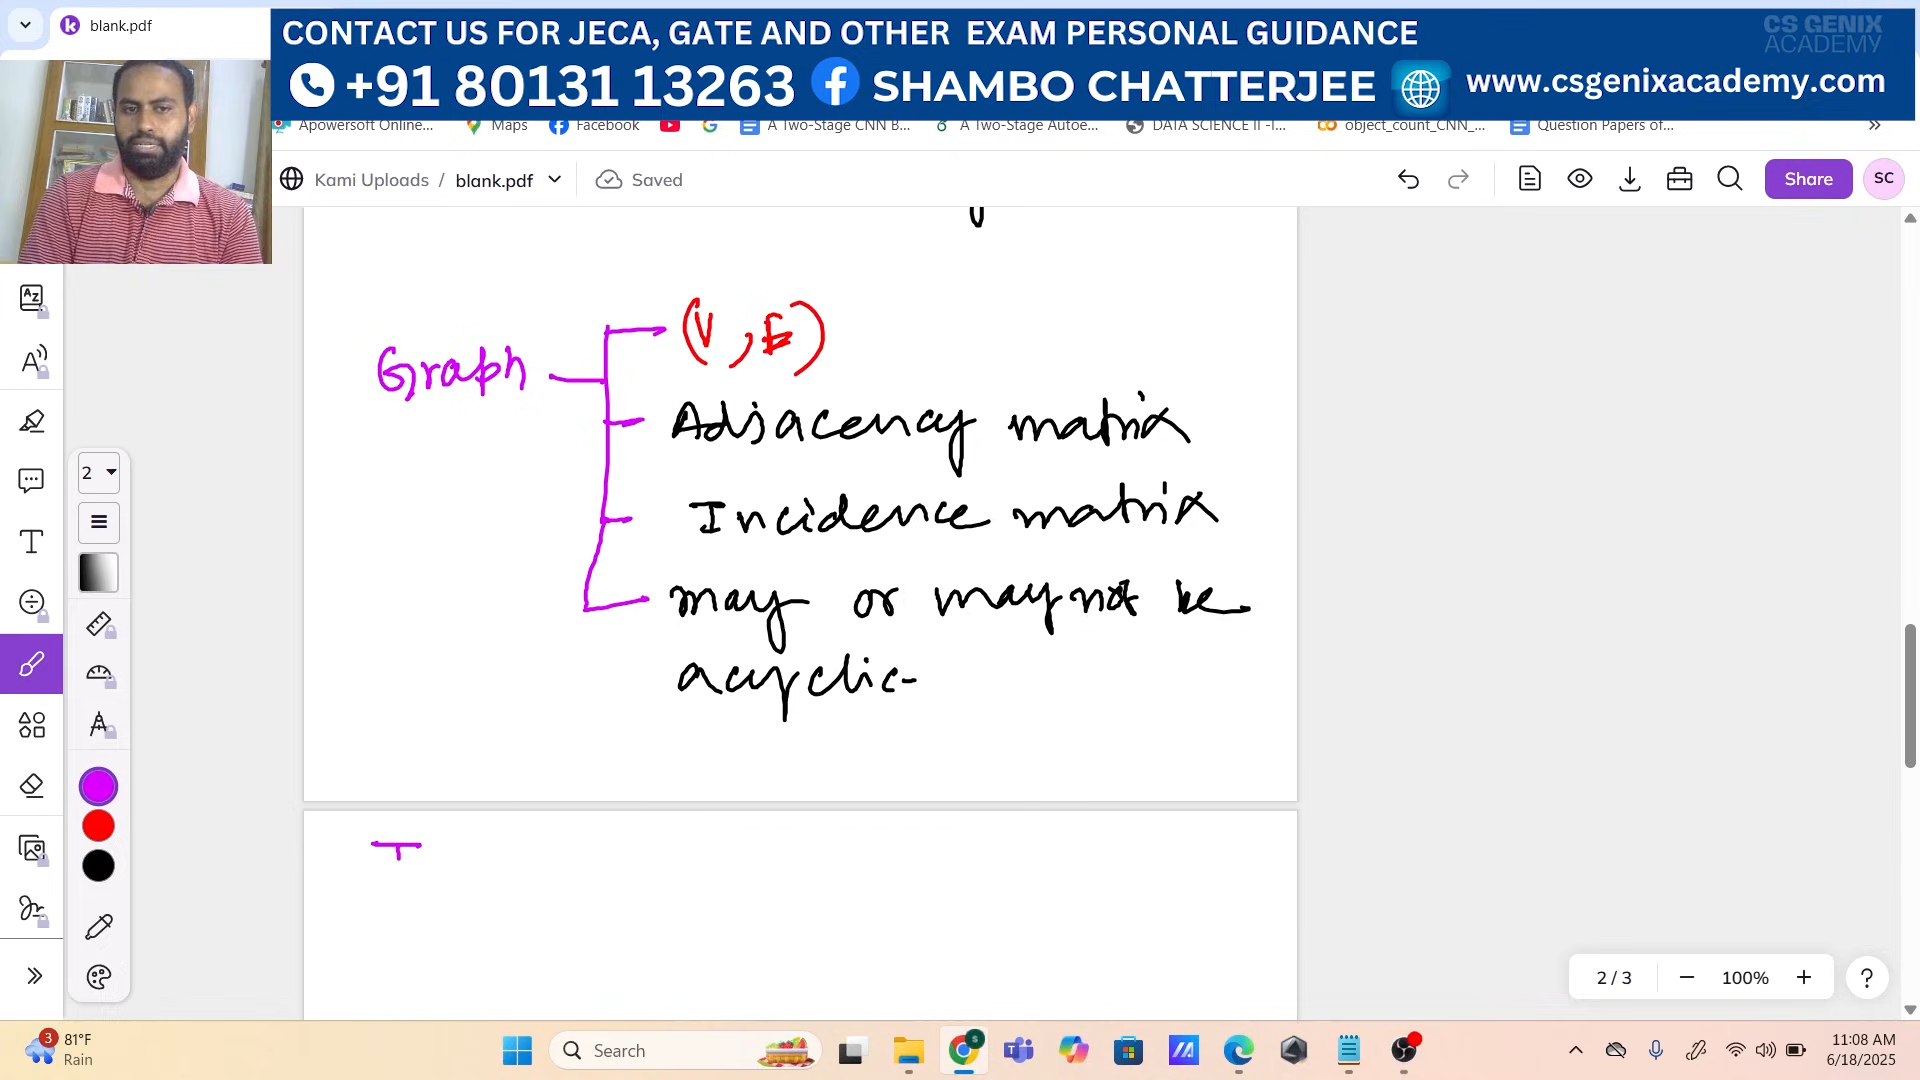 blank.pdf
CONTACT US FOR JECA, GATE AND OTHER EXAM PERSONAL GUIDANCE
CS GENIX
ACADEMY
+91 80131 13263 SHAMBO CHATTERJEE www.csgenixacademy.com
Apowersoft Online... Maps Facebook A Two-Stage CNN B... A Two-Stage Autoe... DATA SCIENCE II -I... object_count_CNN_... Question Papers of... »
Kami Uploads / blank.pdf Saved Share SC
(V, E)
Graph
Adjacency matrix
Incidence matrix
may or may not be
acyclic
2
T
2 / 3 100% ?
3 81°F
Rain
Search
11:08 AM
6/18/2025